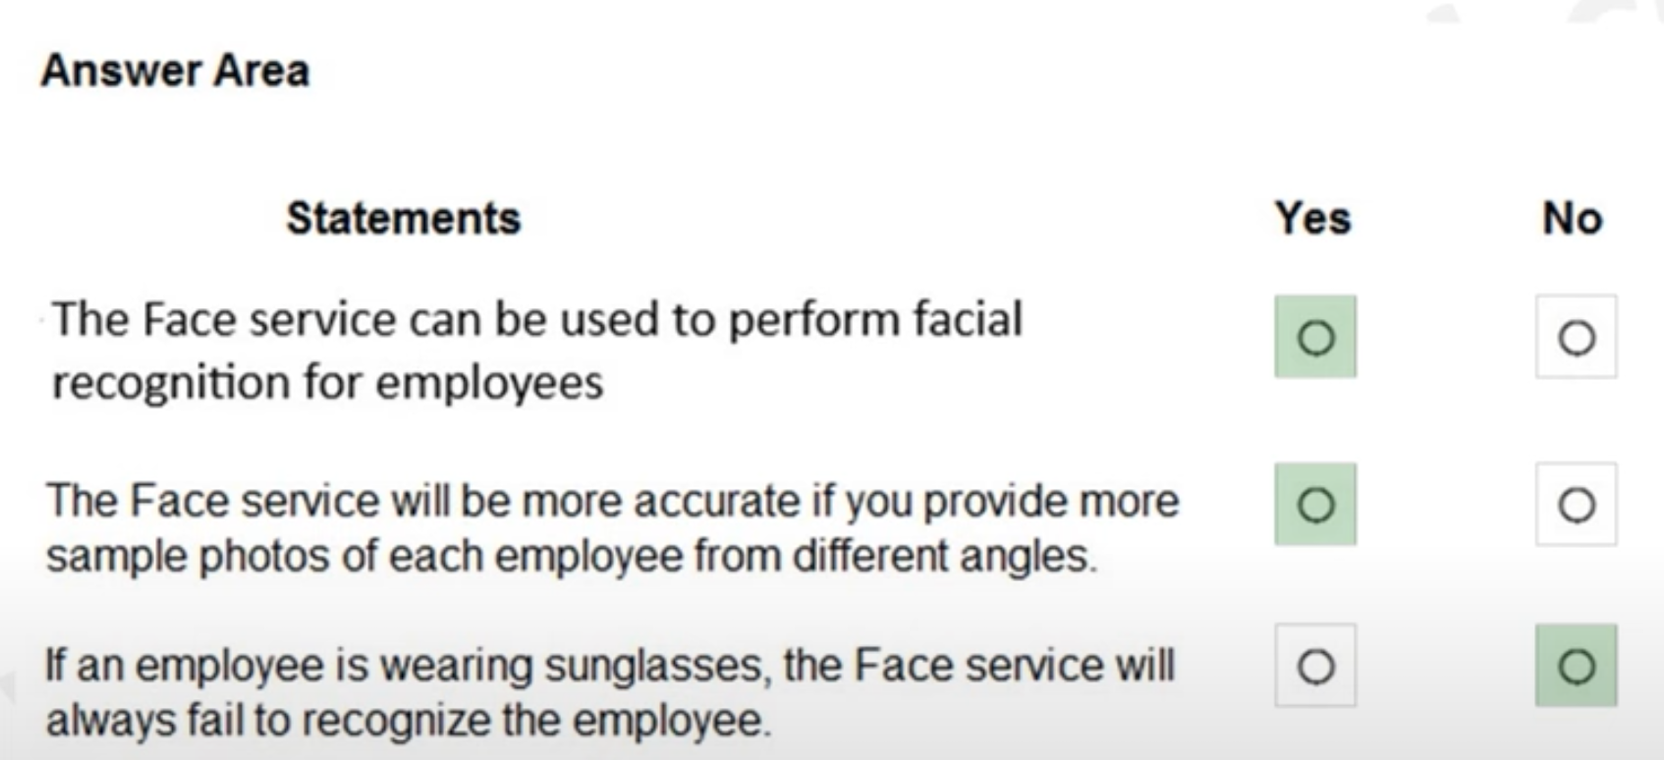 Answer Area
Statements Yes No
The Face service can be used to perform facial
recognition for employees
The Face service will be more accurate if you provide more
sample photos of each employee from different angles.
If an employee is wearing sunglasses, the Face service will
always fail to recognize the employee.